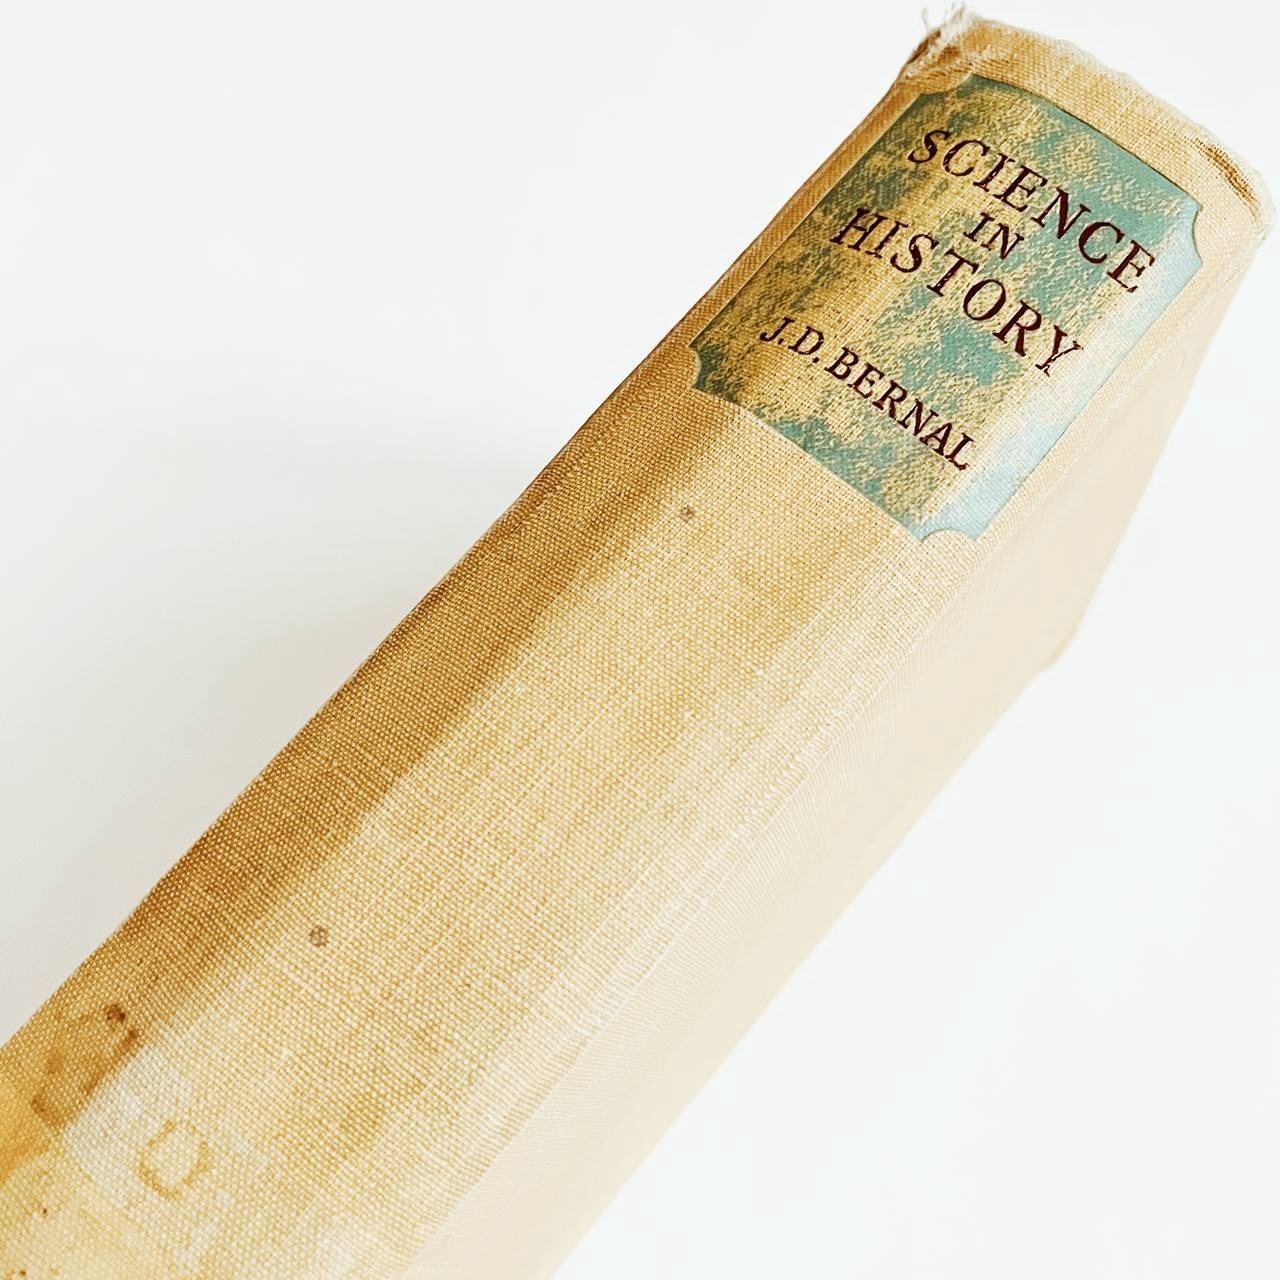 SCIENCE
IN
HISTORY
J.D. BERNAL